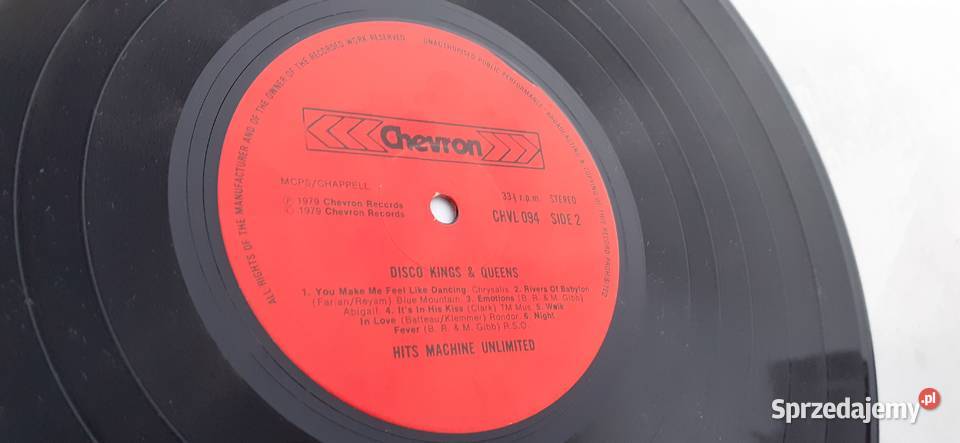 ALL RIGHTS OF THE MANUFACTURER AND OF THE OWNER OF THE RECORDED WORK RESERVED
UNAUTHORISED PUBLIC PERFORMANCE, BROADCASTING & COPYING OF THIS RECORD PROHIBITED
Chevron
MCPS/CHAPPELL
33⅓ r.p.m. STEREO
℗ 1979 Chevron Records
© 1979 Chevron Records
CHVL 094 SIDE 2
DISCO KINGS & QUEENS
1. You Make Me Feel Like Dancing Chrysalis. 2. Rivers Of Babylon
(Farian/Reyam) Blue Mountain. 3. Emotions (B. R. & M. Gibb)
Abigail. 4. It's In His Kiss (Clark) TM Mus. 5. Walk
In Love (Batteau/Klemmer) Rondor. 6. Night
Fever (B. R. & M. Gibb) R.S.O.
HITS MACHINE UNLIMITED
Sprzedajemy.pl